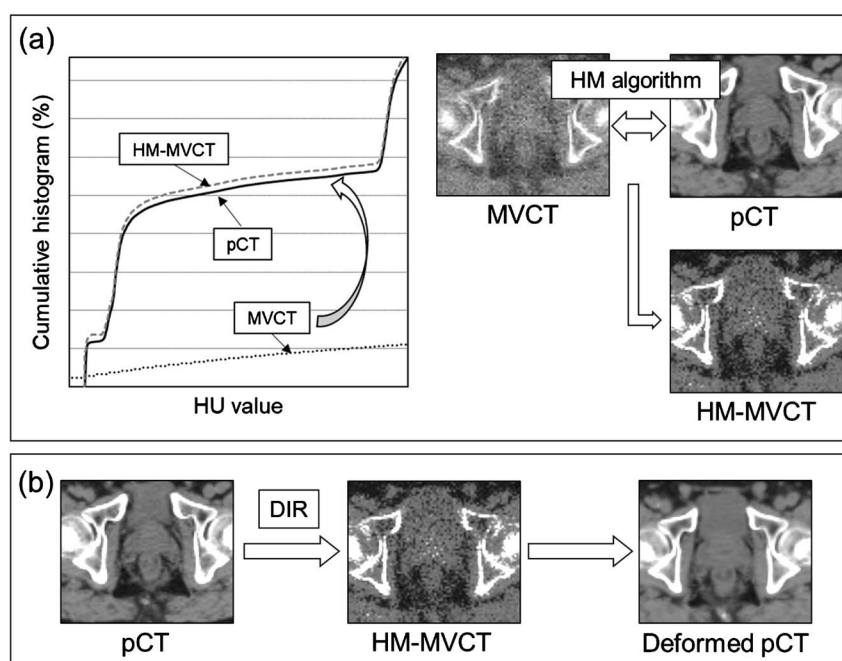 (a)
Cumulative histogram (%)
HM-MVCT
pCT
MVCT
HU value
HM algorithm
MVCT
pCT
HM-MVCT
(b)
DIR
pCT
HM-MVCT
Deformed pCT